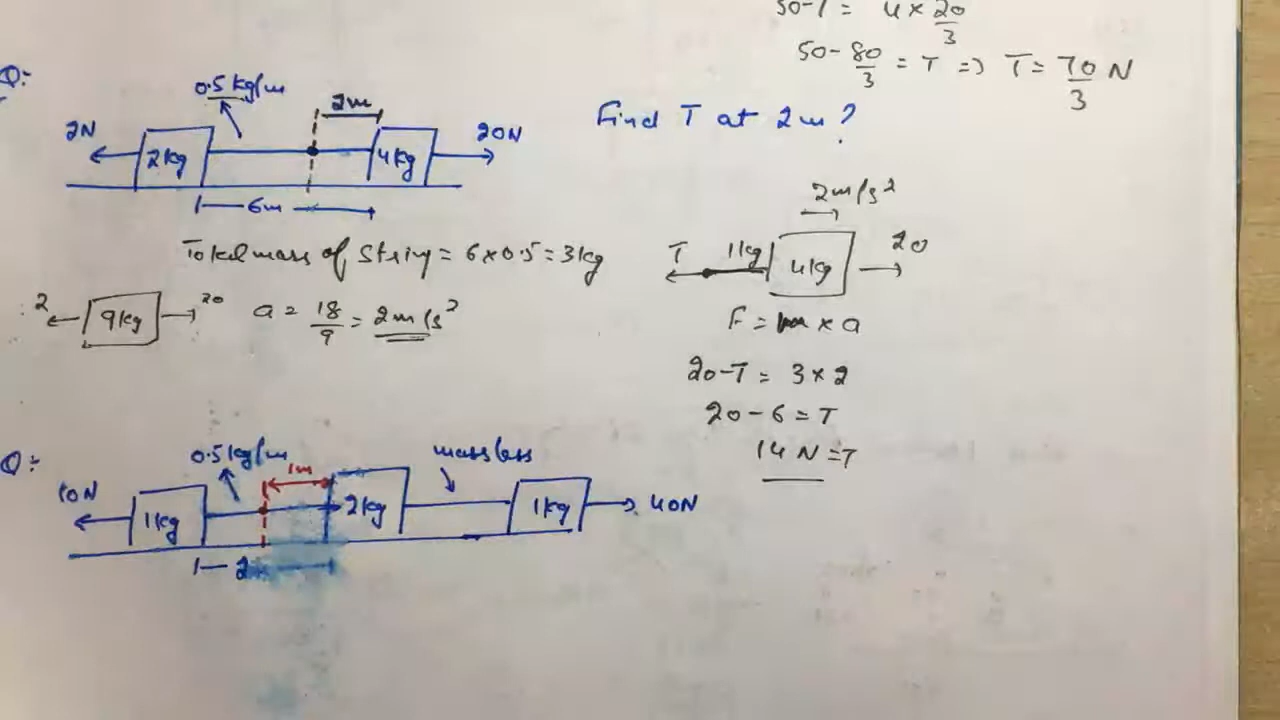 50-T = 4 × 20/3
50 - 80/3 = T => T = 70/3 N
Q:
0.5 kg/m
2m
Find T at 2m?
2N
2kg
4kg
20N
6m
2m/s²
Total mass of string = 6×0.5 = 3kg
T
1kg
4kg
20
2
9kg
20
a = 18/9 = 2m/s²
F = m × a
20-T = 3×2
20-6 = T
14 N = T
Q:
0.5 kg/m
1m
massless
10N
1kg
2kg
1kg
40N